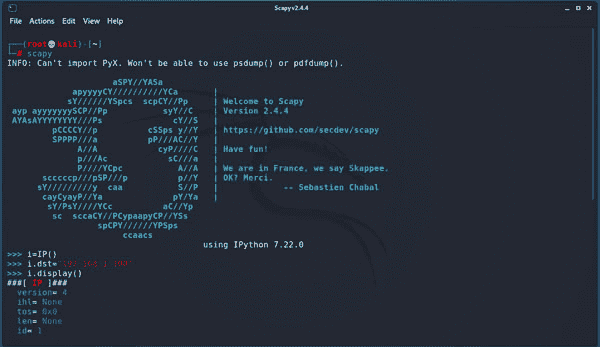 Scapy v2.4.4
File Actions Edit View Help
(root💀kali)-[~]
# scapy
INFO: Can't import PyX. Won't be able to use psdump() or pdfdump().
aSPY//YASa
apyyyyCY//////////YCa |
sY//////YSpcs scpCY//Pp | Welcome to Scapy
ayp ayyyyyyySCP//Pp syY//C | Version 2.4.4
AYAsAYYYYYYYY///Ps cY//S |
pCCCCY//p cSSps y//Y | https://github.com/secdev/scapy
SPPPP///a pP///AC//Y |
A//A cyP////C | Have fun!
p///Ac sC///a |
P////YCpc A//A | We are in France, we say Skappee.
scccccp///pSP///p p//Y | OK? Merci.
sY/////////y caa S//P | -- Sebastien Chabal
cayCyayP//Ya pY/Ya |
sY/PsY////YCc aC//Yp
sc sccaCY//PCypaapyCP//YSs
spCPY//////YPSps
ccaacs
using IPython 7.22.0
>>> i=IP()
>>> i.dst=
>>> i.display()
###[ IP ]###
version= 4
ihl= None
tos= 0x0
len= None
id= 1